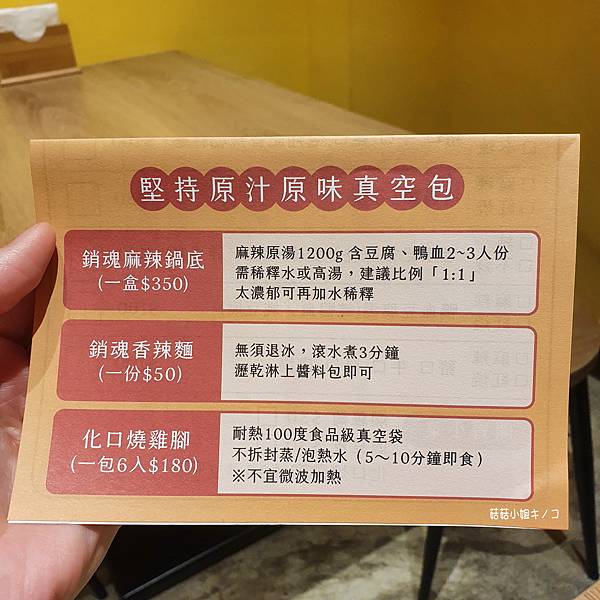 堅持原汁原味真空包
銷魂麻辣鍋底
(一盒$350)
麻辣原湯1200g 含豆腐、鴨血2~3人份
需稀釋水或高湯，建議比例「1:1」
太濃郁可再加水稀釋
銷魂香辣麵
(一份$50)
無須退冰，滾水煮3分鐘
瀝乾淋上醬料包即可
化口燒雞腳
(一包6入$180)
耐熱100度食品級真空袋
不拆封蒸/泡熱水（5～10分鐘即食）
※不宜微波加熱
菇菇小姐キノコ